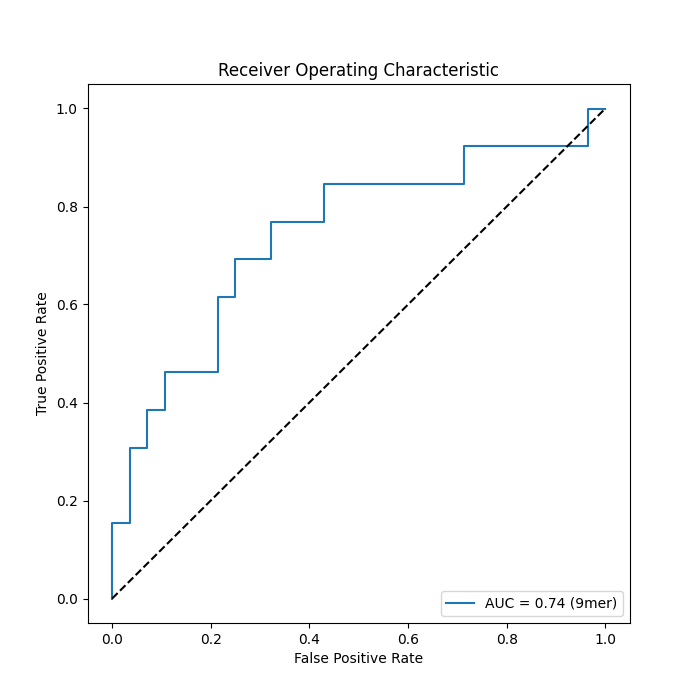 Receiver Operating Characteristic
True Positive Rate
1.0
0.8
0.6
0.4
0.2
0.0
AUC = 0.74 (9mer)
0.0 0.2 0.4 0.6 0.8 1.0
False Positive Rate